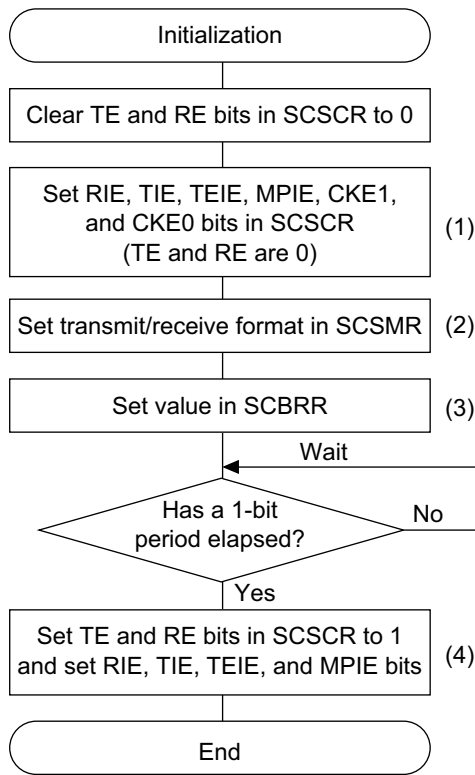 Initialization
Clear TE and RE bits in SCSCR to 0
Set RIE, TIE, TEIE, MPIE, CKE1,
and CKE0 bits in SCSCR
(TE and RE are 0)
(1)
Set transmit/receive format in SCSMR
(2)
Set value in SCBRR
(3)
Wait
Has a 1-bit
period elapsed?
No
Yes
Set TE and RE bits in SCSCR to 1
and set RIE, TIE, TEIE, and MPIE bits
(4)
End